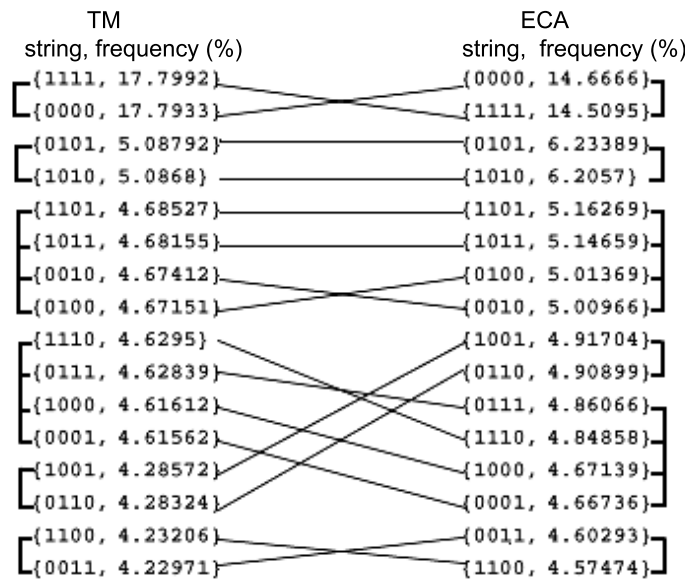 TM ECA
string, frequency (%) string, frequency (%)
{1111, 17.7992} {0000, 14.6666}
{0000, 17.7933} {1111, 14.5095}
{0101, 5.08792} {0101, 6.23389}
{1010, 5.0868} {1010, 6.2057}
{1101, 4.68527} {1101, 5.16269}
{1011, 4.68155} {1011, 5.14659}
{0010, 4.67412} {0100, 5.01369}
{0100, 4.67151} {0010, 5.00966}
{1110, 4.6295} {1001, 4.91704}
{0111, 4.62839} {0110, 4.90899}
{1000, 4.61612} {0111, 4.86066}
{0001, 4.61562} {1110, 4.84858}
{1001, 4.28572} {1000, 4.67139}
{0110, 4.28324} {0001, 4.66736}
{1100, 4.23206} {0011, 4.60293}
{0011, 4.22971} {1100, 4.57474}